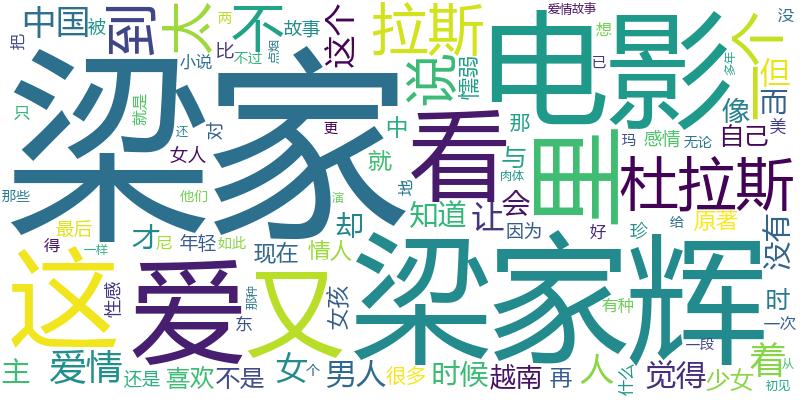 中国
被
到
太
不
故事
两
点烟
爱情故事
这个
拉斯
说
懦弱
电影
想
已
多年
个
没
但
一
而
把
小说
比
不过
只
就是
还
对
女人
更
中
就
看
那
与
像
美
自己
感情
无论
玛
里
杜拉斯
肉体
会
那些
他们
演
地
梁家
最后
得
一样
才
尼
年轻
如此
却
现在
情人
知道
让
因为
好
珍
给
原著
没有
这
性感
爱
东
那种
又
女孩
梁家辉
有种
时
一次
一段
主
爱情
还是
喜欢
不是
女
个
男人
很多
时候
越南
再
人
什么
觉得
少女
着
从
初见